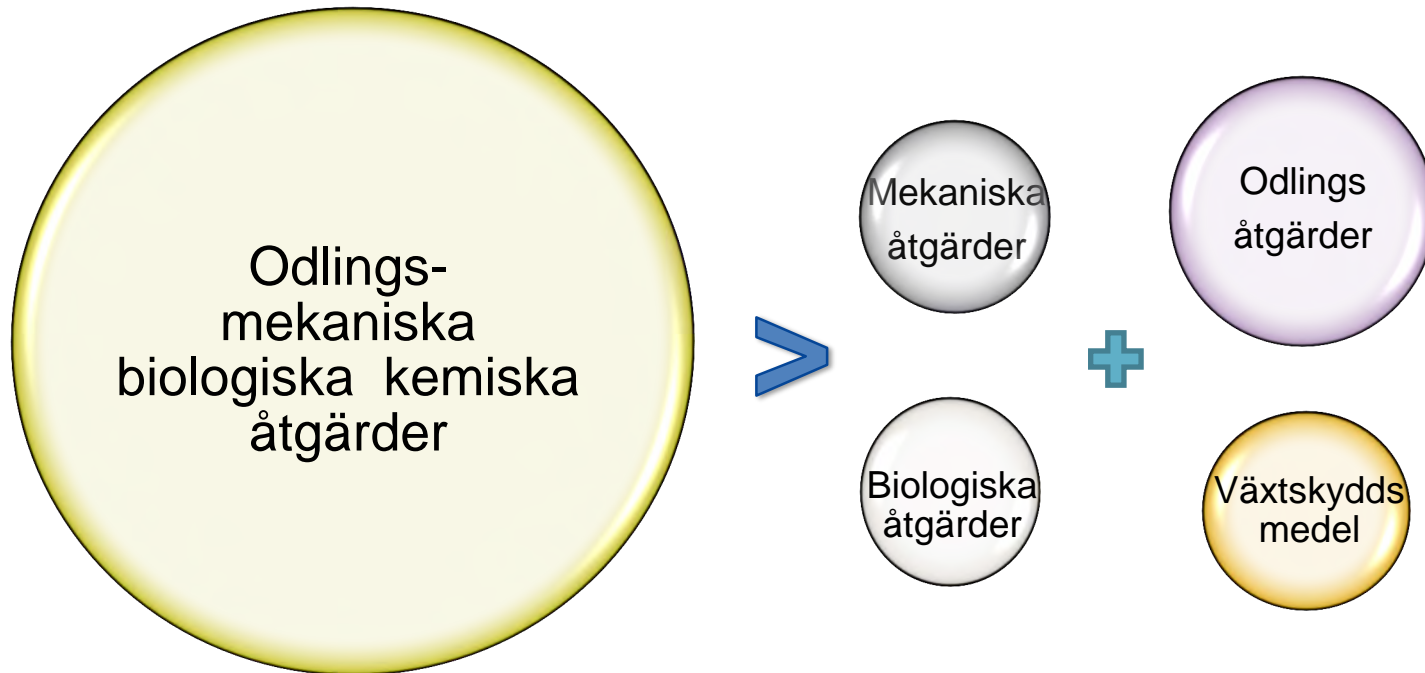 Odlings-
mekaniska
biologiska kemiska
åtgärder
>
Mekaniska
åtgärder
Odlings
åtgärder
+
Biologiska
åtgärder
Växtskydds
medel